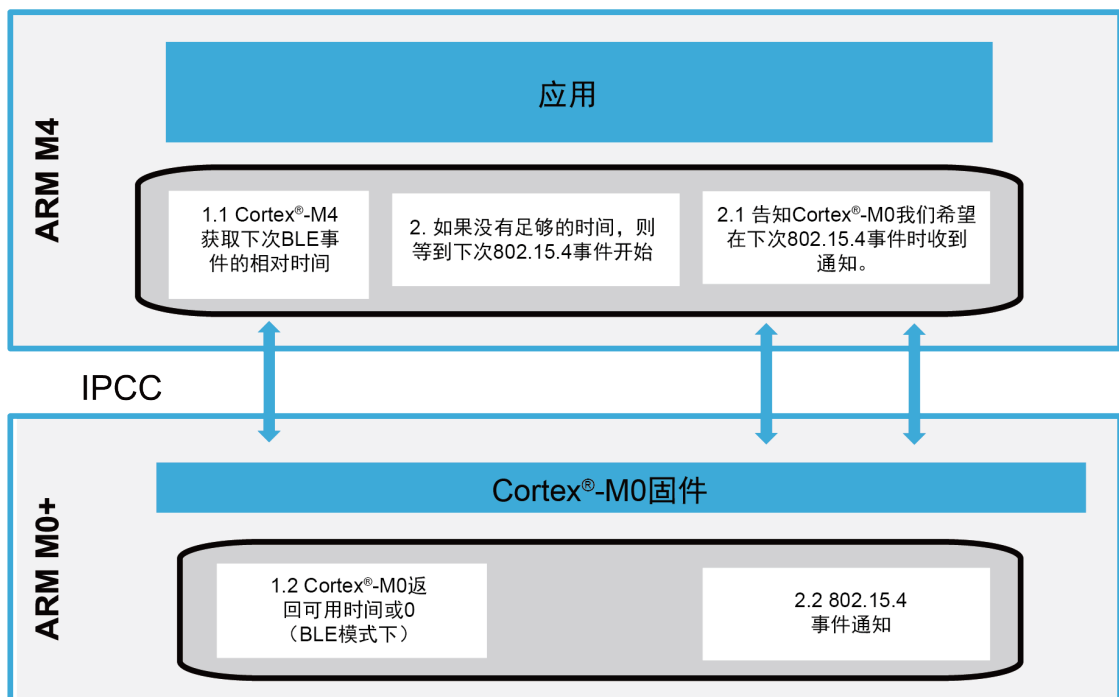 ARM M4
应用
1.1 Cortex®-M4
获取下次BLE事
件的相对时间
2. 如果没有足够的时间，则
等到下次802.15.4事件开始
2.1 告知Cortex®-M0我们希望
在下次802.15.4事件时收到
通知。
IPCC
ARM M0+
Cortex®-M0固件
1.2 Cortex®-M0返
回可用时间或0
（BLE模式下）
2.2 802.15.4
事件通知